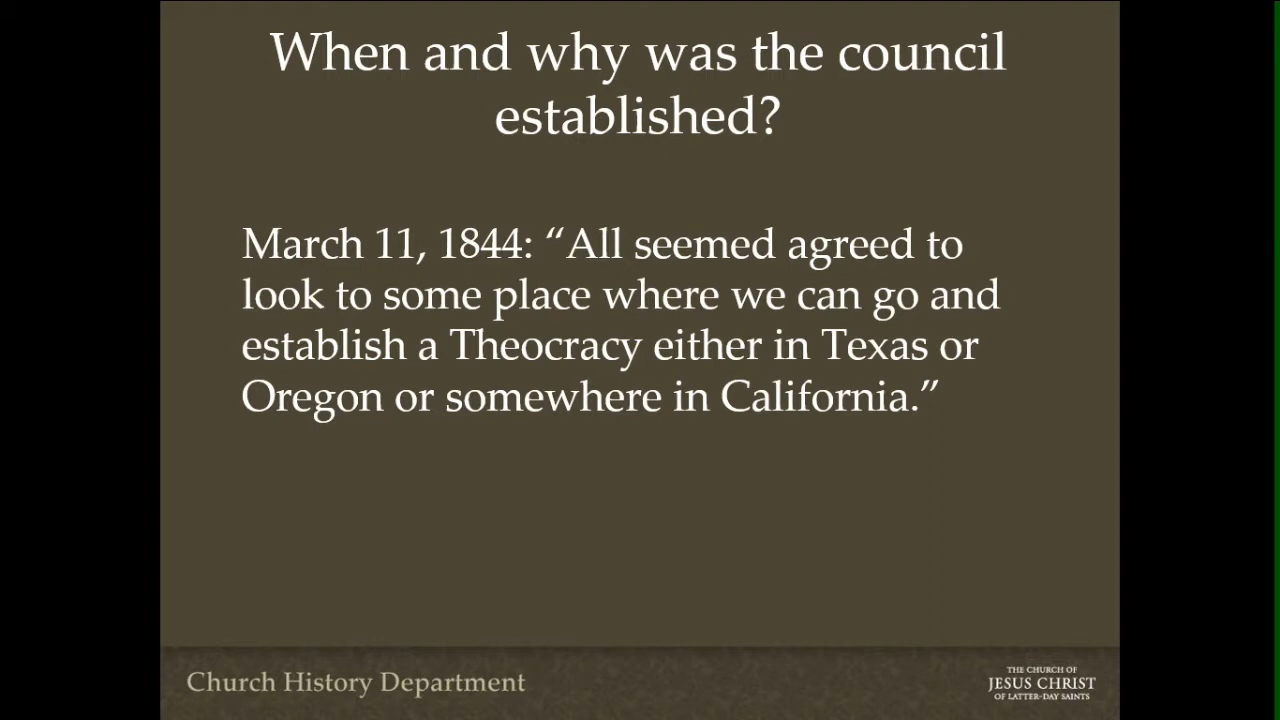 When and why was the council
established?
March 11, 1844: “All seemed agreed to
look to some place where we can go and
establish a Theocracy either in Texas or
Oregon or somewhere in California.”
Church History Department
THE CHURCH OF
JESUS CHRIST
OF LATTER-DAY SAINTS